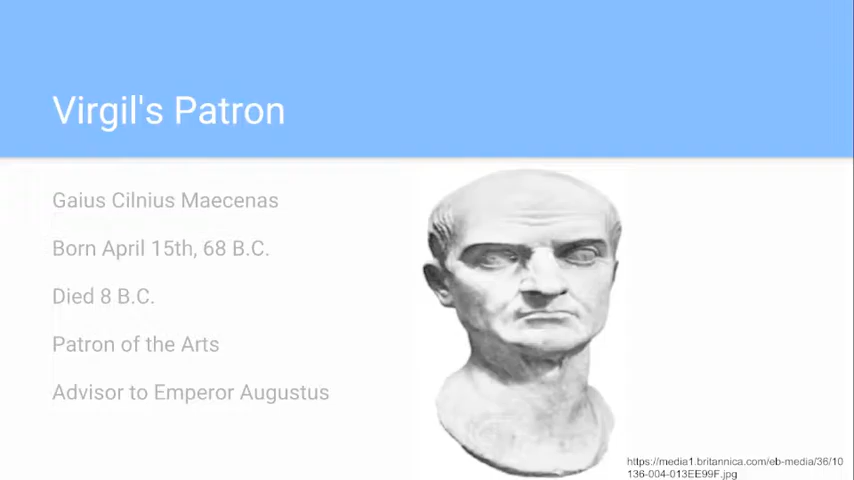 Virgil's Patron
Gaius Cilnius Maecenas
Born April 15th, 68 B.C.
Died 8 B.C.
Patron of the Arts
Advisor to Emperor Augustus
https://media1.britannica.com/eb-media/36/10
136-004-013EE99F.jpg